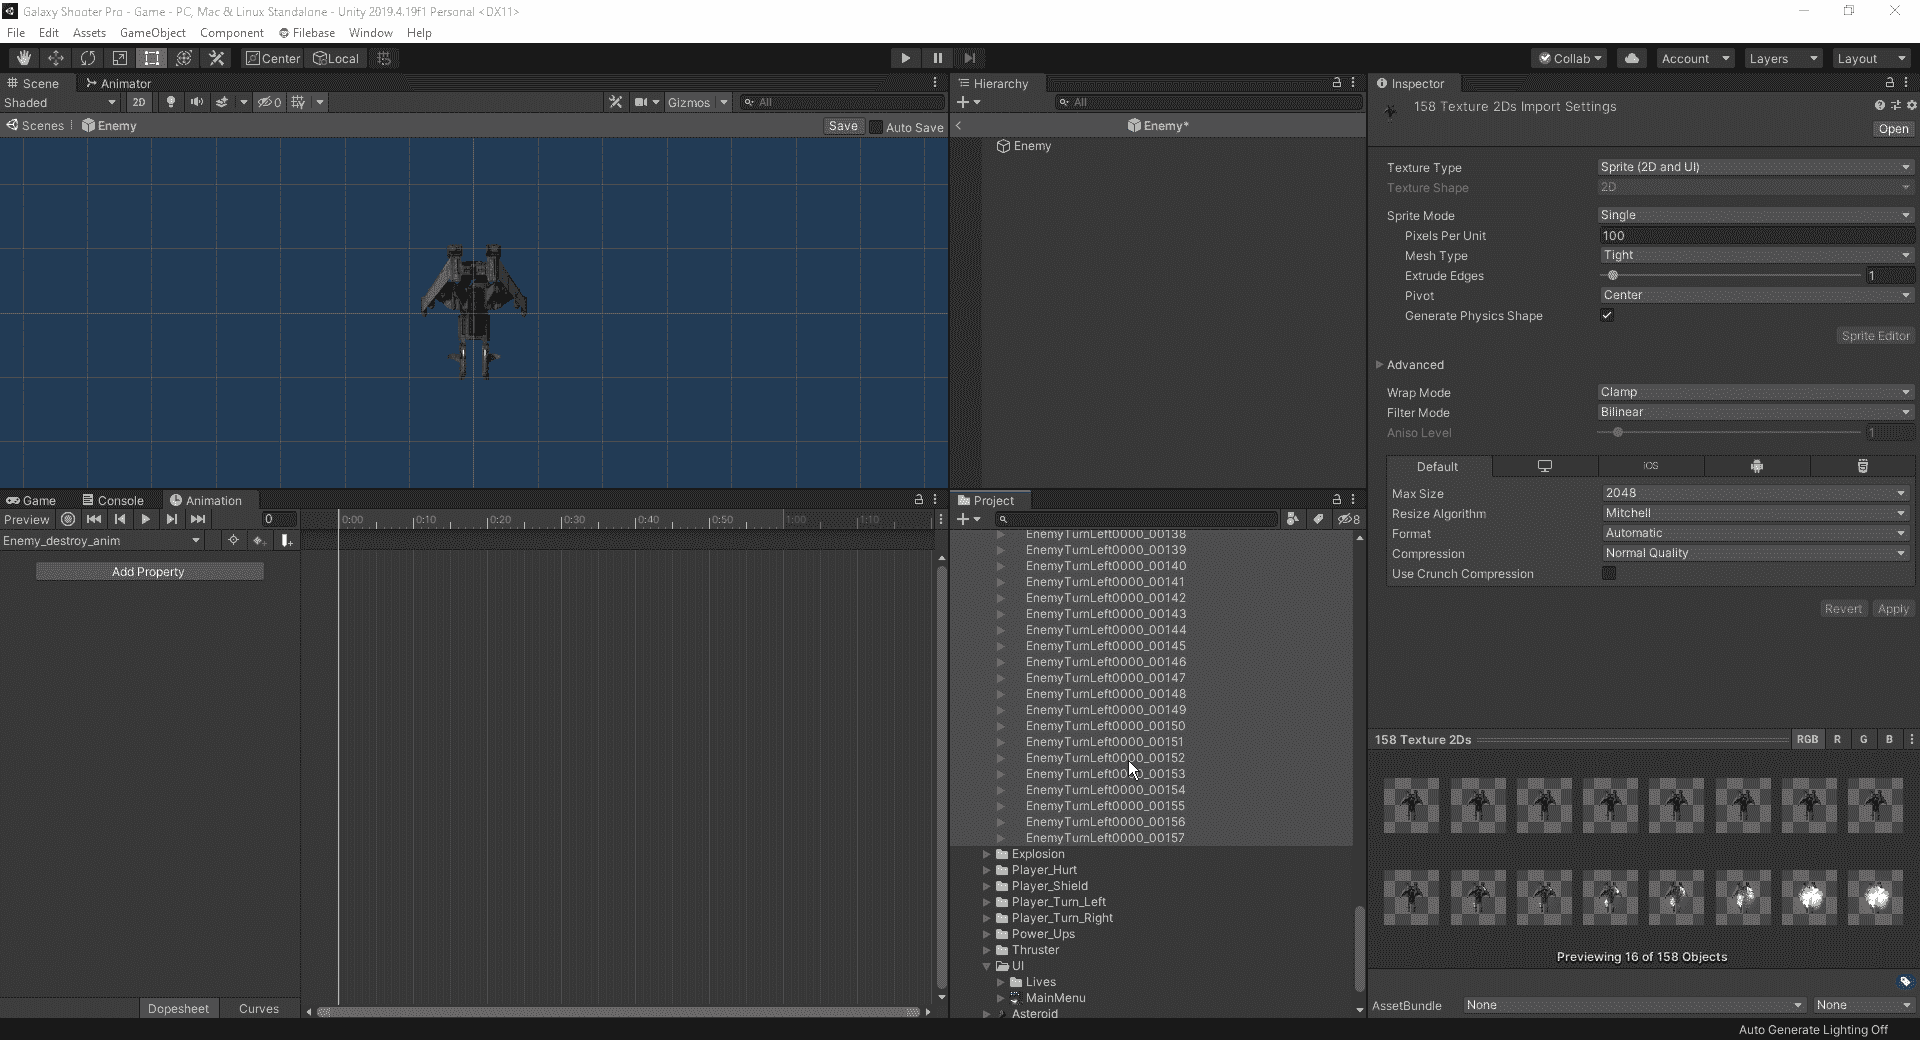 Galaxy Shooter Pro - Game - PC, Mac & Linux Standalone - Unity 2019.4.19f1 Personal <DX11>
File Edit Assets GameObject Component Filebase Window Help
Center Local Collab Account Layers Layout
Scene Animator
Shaded 2D 0 Gizmos All
Scenes Enemy Save Auto Save
Game Console Animation
Preview 0 0:00 0:10 0:20 0:30 0:40 0:50 1:00 1:10
Enemy_destroy_anim
Add Property
Dopesheet Curves
Hierarchy
All
Enemy*
Enemy
Project
8
EnemyTurnLeft0000_00138
EnemyTurnLeft0000_00139
EnemyTurnLeft0000_00140
EnemyTurnLeft0000_00141
EnemyTurnLeft0000_00142
EnemyTurnLeft0000_00143
EnemyTurnLeft0000_00144
EnemyTurnLeft0000_00145
EnemyTurnLeft0000_00146
EnemyTurnLeft0000_00147
EnemyTurnLeft0000_00148
EnemyTurnLeft0000_00149
EnemyTurnLeft0000_00150
EnemyTurnLeft0000_00151
EnemyTurnLeft0000_00152
EnemyTurnLeft0000_00153
EnemyTurnLeft0000_00154
EnemyTurnLeft0000_00155
EnemyTurnLeft0000_00156
EnemyTurnLeft0000_00157
Explosion
Player_Hurt
Player_Shield
Player_Turn_Left
Player_Turn_Right
Power_Ups
Thruster
UI
Lives
MainMenu
Asteroid
Inspector
158 Texture 2Ds Import Settings
Open
Texture Type Sprite (2D and UI)
Texture Shape 2D
Sprite Mode Single
Pixels Per Unit 100
Mesh Type Tight
Extrude Edges 1
Pivot Center
Generate Physics Shape
Sprite Editor
Advanced
Wrap Mode Clamp
Filter Mode Bilinear
Aniso Level 1
Default iOS
Max Size 2048
Resize Algorithm Mitchell
Format Automatic
Compression Normal Quality
Use Crunch Compression
Revert Apply
158 Texture 2Ds RGB R G B
Previewing 16 of 158 Objects
AssetBundle None None
Auto Generate Lighting Off